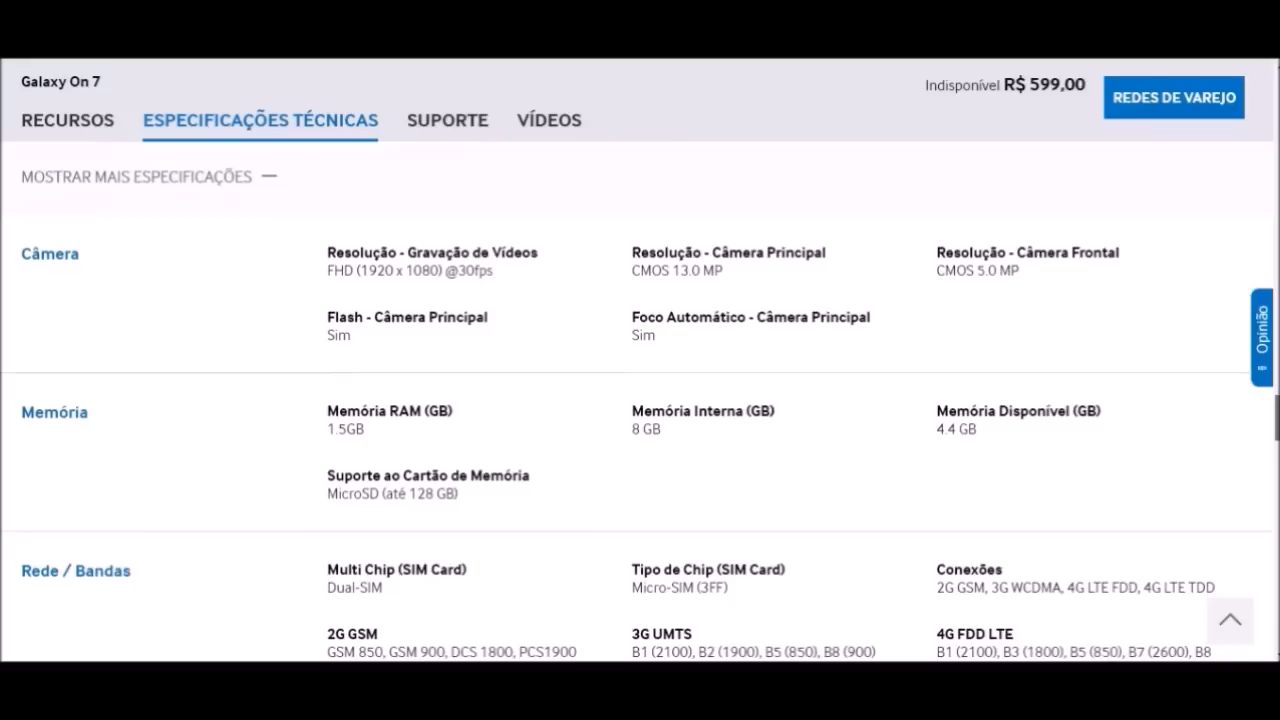 Galaxy On 7
Indisponível R$ 599,00
REDES DE VAREJO
RECURSOS ESPECIFICAÇÕES TÉCNICAS SUPORTE VÍDEOS
MOSTRAR MAIS ESPECIFICAÇÕES —
Câmera
Resolução - Gravação de Vídeos
FHD (1920 x 1080) @30fps
Resolução - Câmera Principal
CMOS 13.0 MP
Resolução - Câmera Frontal
CMOS 5.0 MP
Flash - Câmera Principal
Sim
Foco Automático - Câmera Principal
Sim
Opinião
Memória
Memória RAM (GB)
1.5GB
Memória Interna (GB)
8 GB
Memória Disponível (GB)
4.4 GB
Suporte ao Cartão de Memória
MicroSD (até 128 GB)
Rede / Bandas
Multi Chip (SIM Card)
Dual-SIM
Tipo de Chip (SIM Card)
Micro-SIM (3FF)
Conexões
2G GSM, 3G WCDMA, 4G LTE FDD, 4G LTE TDD
2G GSM
GSM 850, GSM 900, DCS 1800, PCS1900
3G UMTS
B1 (2100), B2 (1900), B5 (850), B8 (900)
4G FDD LTE
B1 (2100), B3 (1800), B5 (850), B7 (2600), B8